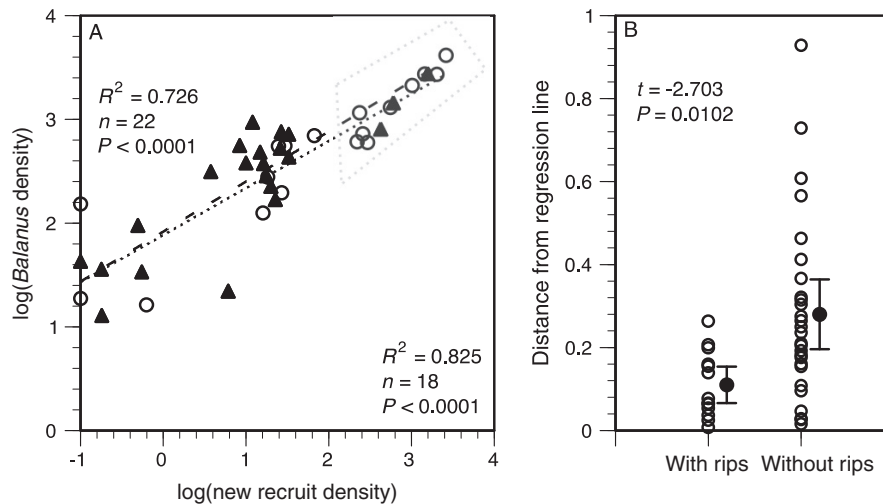 A
R² = 0.726
n = 22
P < 0.0001
R² = 0.825
n = 18
P < 0.0001
log(Balanus density)
4
3
2
1
0
-1
0
1
2
3
4
log(new recruit density)
B
t = -2.703
P = 0.0102
Distance from regression line
1
0.8
0.6
0.4
0.2
0
With rips
Without rips